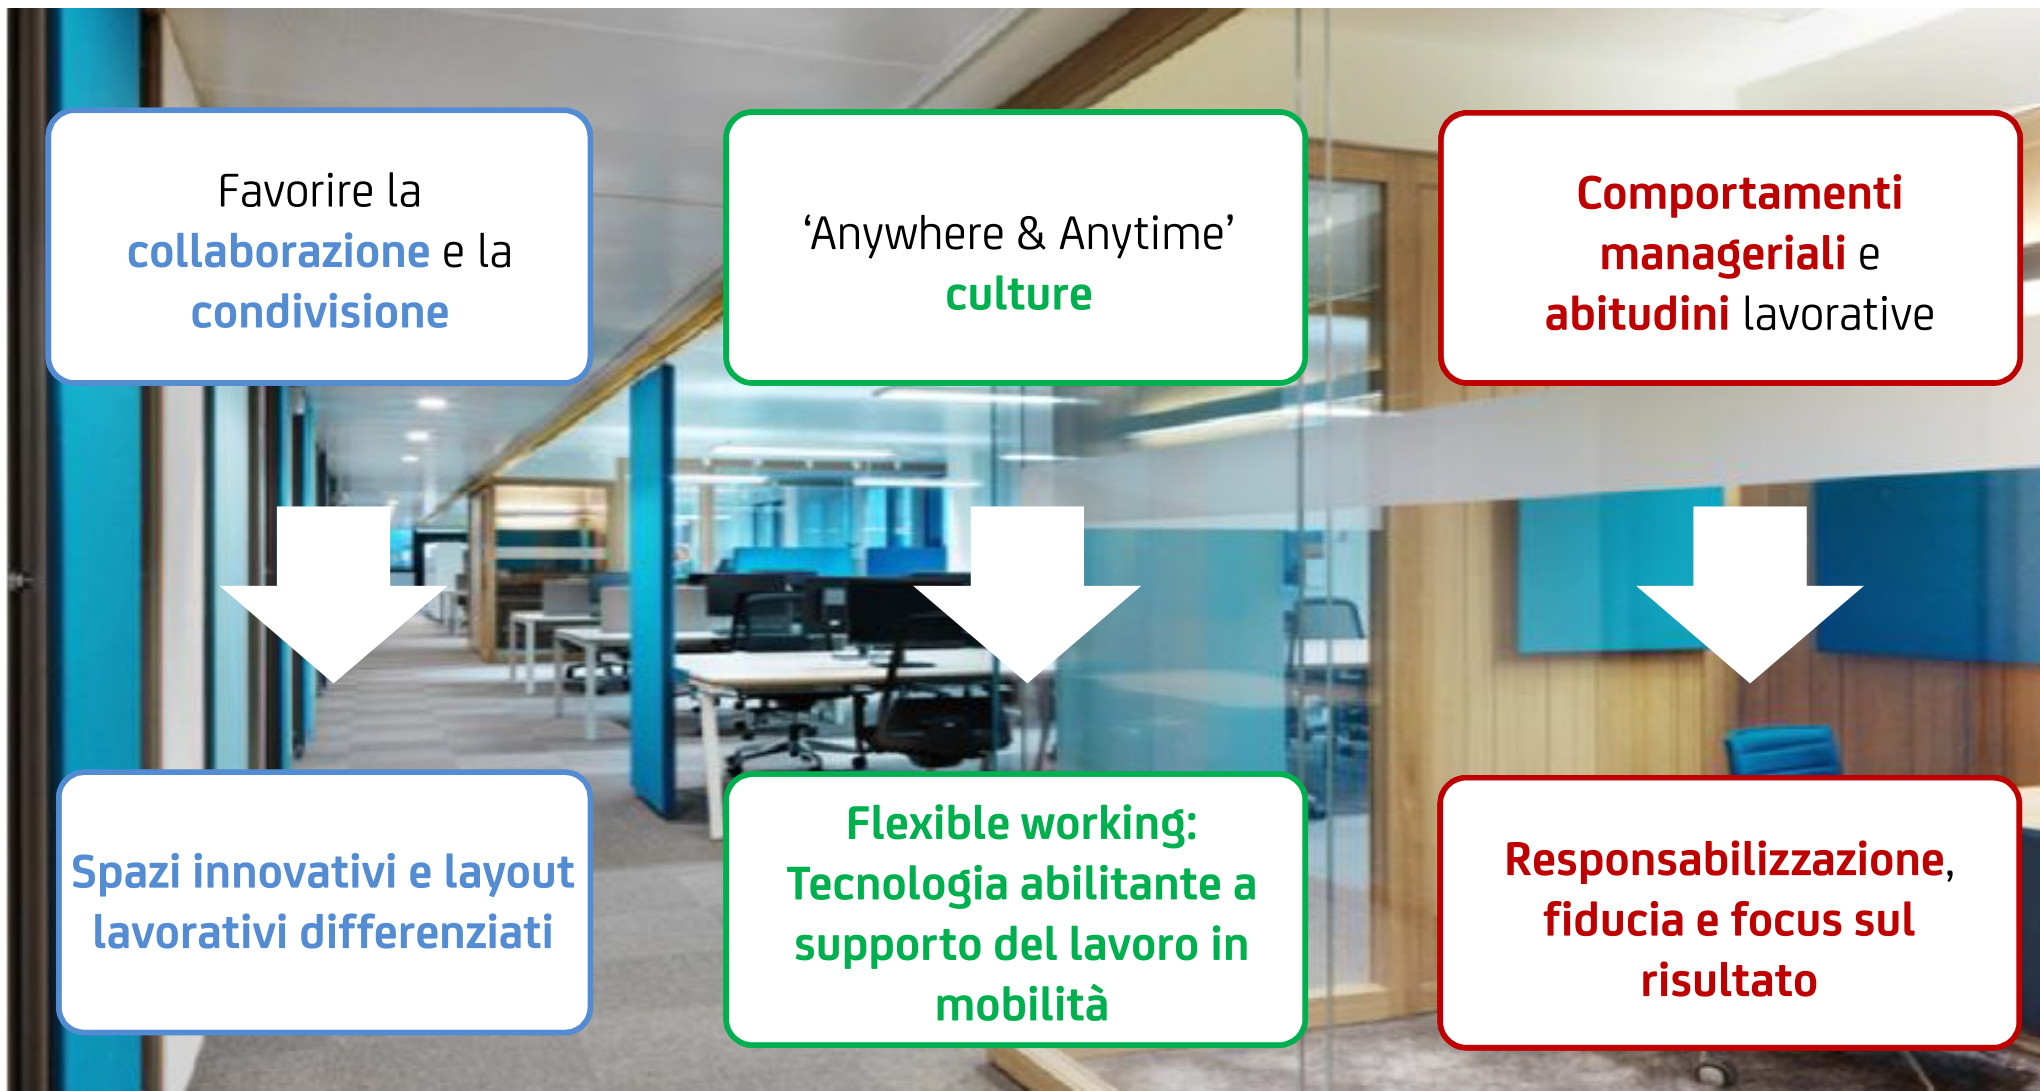 Favorire la
collaborazione e la
condivisione
‘Anywhere & Anytime’
culture
Comportamenti
manageriali e
abitudini lavorative
Spazi innovativi e layout
lavorativi differenziati
Flexible working:
Tecnologia abilitante a
supporto del lavoro in
mobilità
Responsabilizzazione,
fiducia e focus sul
risultato